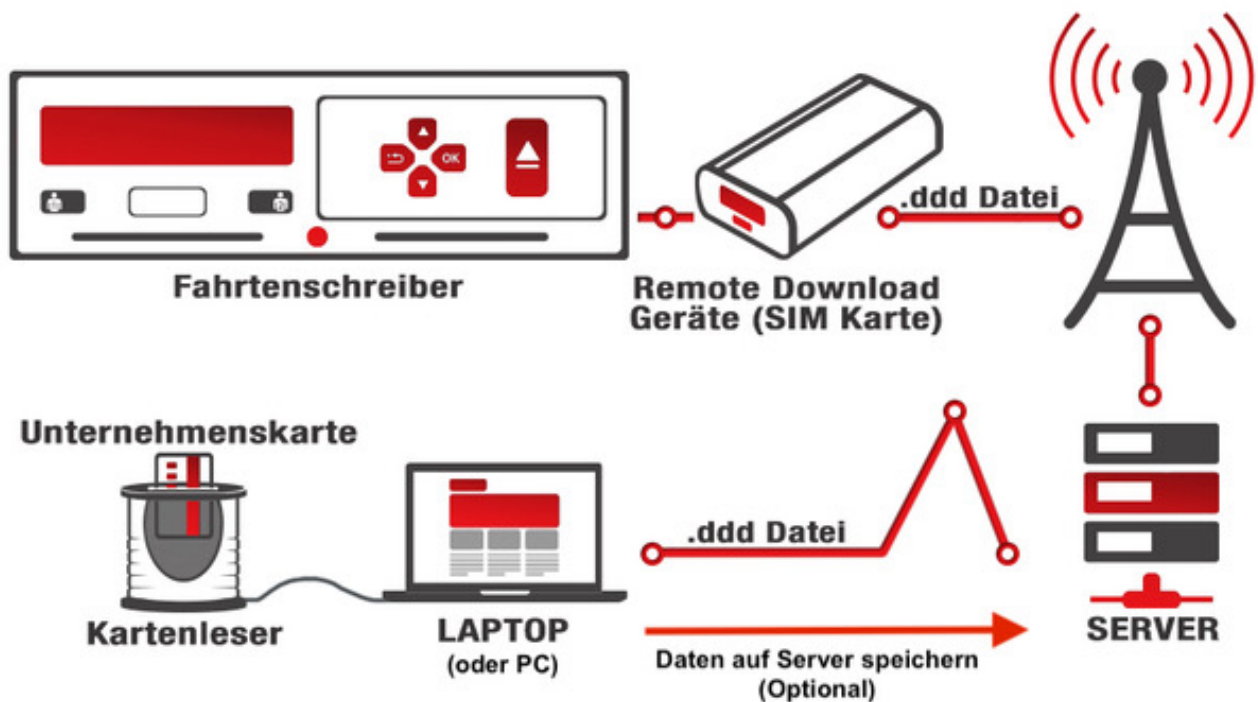 OK
.ddd Datei
Fahrtenschreiber
Remote Download
Geräte (SIM Karte)
Unternehmenskarte
.ddd Datei
Kartenleser
LAPTOP
(oder PC)
Daten auf Server speichern
(Optional)
SERVER